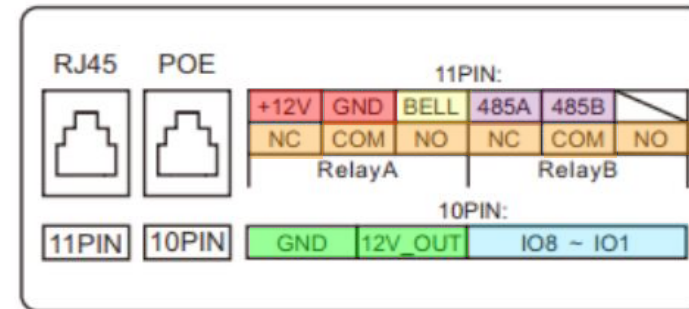 RJ45 POE 11PIN:
+12V GND BELL 485A 485B
NC COM NO NC COM NO
RelayA RelayB
10PIN:
11PIN 10PIN GND 12V_OUT IO8 ~ IO1